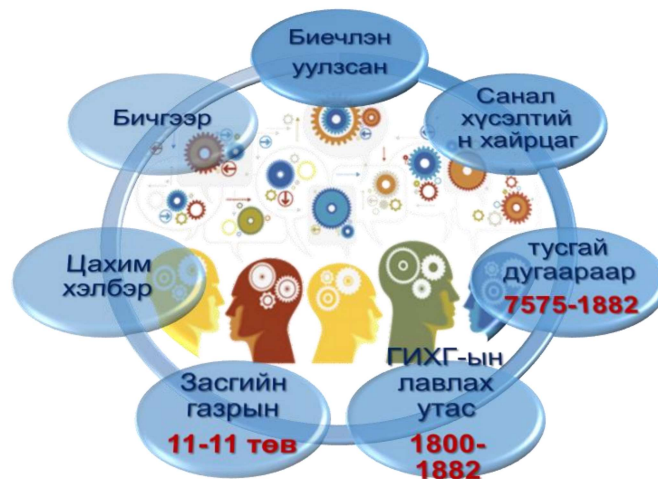 Биечлэн
уулзсан
Санал
хүсэлтий
н хайрцаг
тусгай
дугаараар
7575-1882
ГИХГ-ын
лавлах
утас
1800-
1882
Засгийн
газрын
11-11 төв
Цахим
хэлбэр
Бичгээр